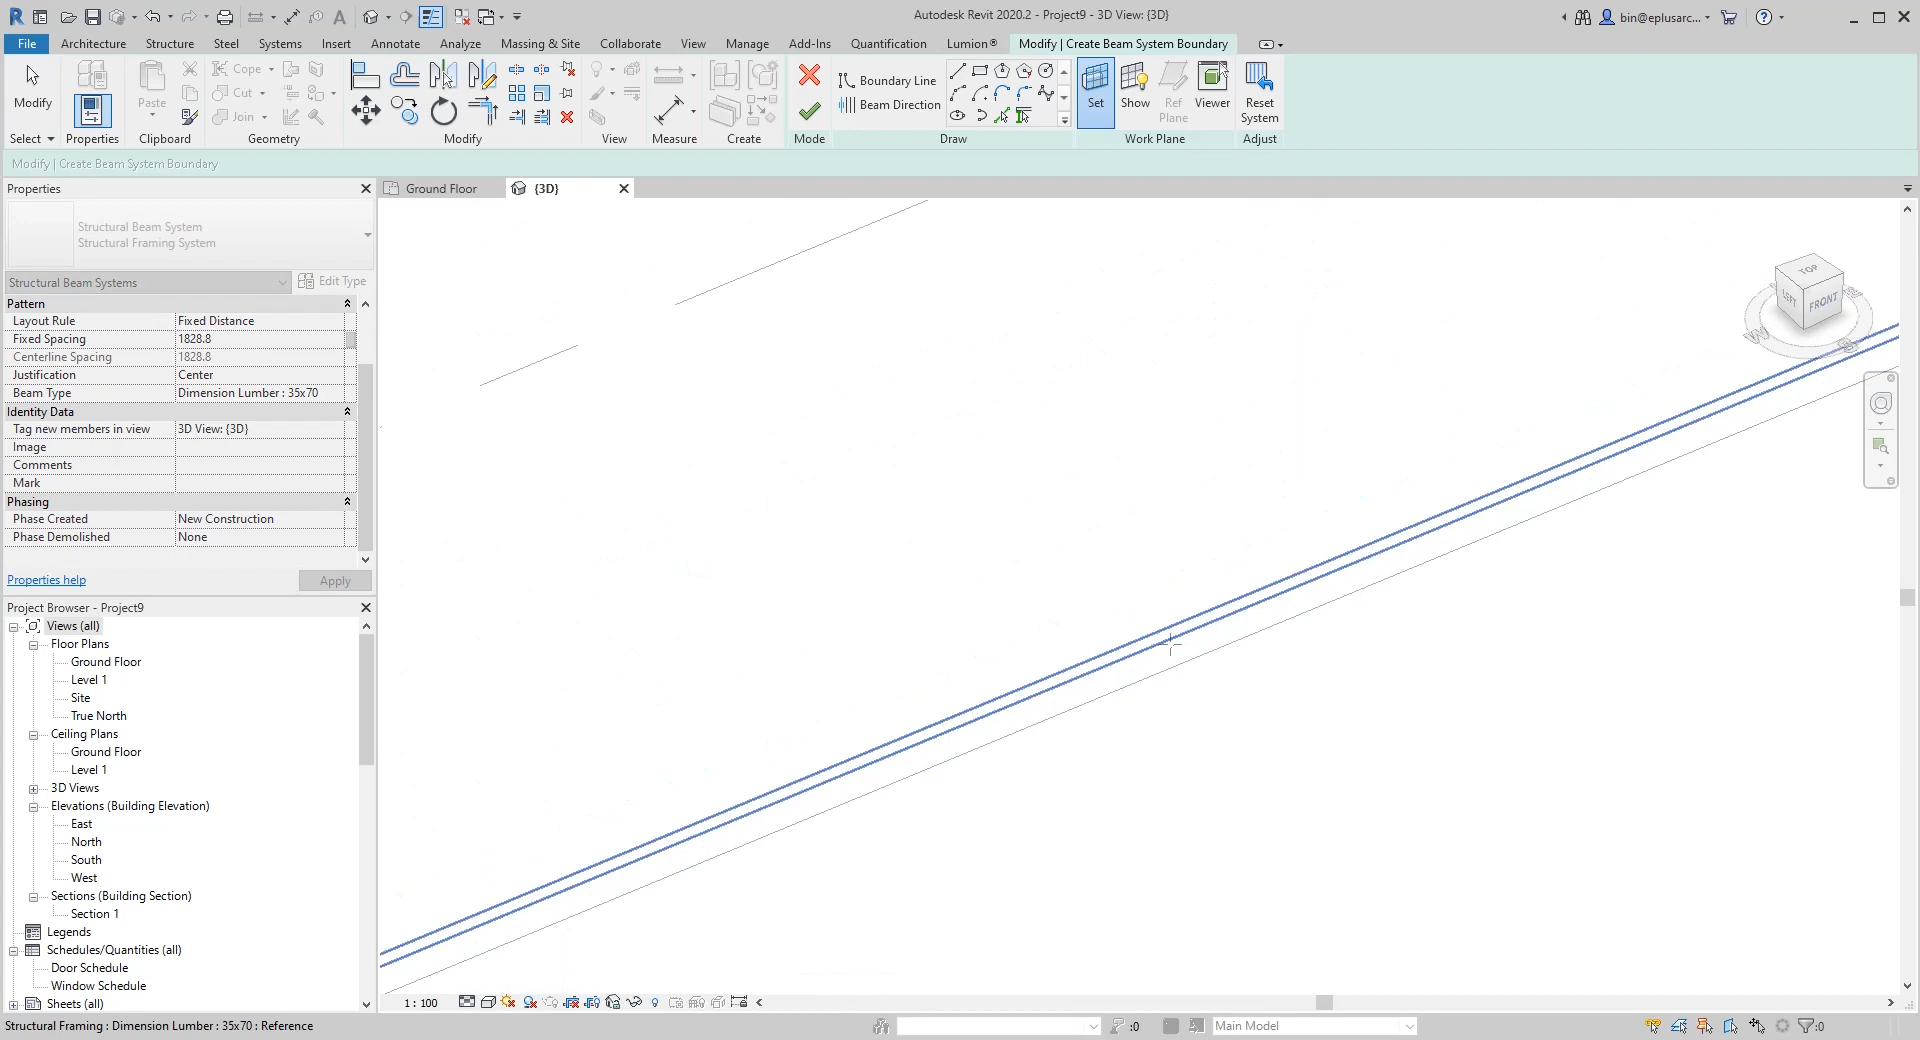 Autodesk Revit 2020.2 - Project9 - 3D View: {3D}
bin@eplusarc...
File Architecture Structure Steel Systems Insert Annotate Analyze Massing & Site Collaborate View Manage Add-Ins Quantification Lumion® Modify | Create Beam System Boundary
Modify
Paste
Cope
Cut
Join
Boundary Line
Beam Direction
Set
Show
Ref
Plane
Viewer
Reset
System
Select Properties Clipboard Geometry Modify View Measure Create Mode Draw Work Plane Adjust
Modify | Create Beam System Boundary
Properties
Ground Floor
{3D}
Structural Beam System
Structural Framing System
Structural Beam Systems
Edit Type
Pattern
Layout Rule Fixed Distance
Fixed Spacing 1828.8
Centerline Spacing 1828.8
Justification Center
Beam Type Dimension Lumber : 35x70
Identity Data
Tag new members in view 3D View: {3D}
Image
Comments
Mark
Phasing
Phase Created New Construction
Phase Demolished None
Properties help
Apply
Project Browser - Project9
Views (all)
Floor Plans
Ground Floor
Level 1
Site
True North
Ceiling Plans
Ground Floor
Level 1
3D Views
Elevations (Building Elevation)
East
North
South
West
Sections (Building Section)
Section 1
Legends
Schedules/Quantities (all)
Door Schedule
Window Schedule
Sheets (all)
TOP
LEFT
FRONT
W
S
1 : 100
Structural Framing : Dimension Lumber : 35x70 : Reference
:0
Main Model
:0